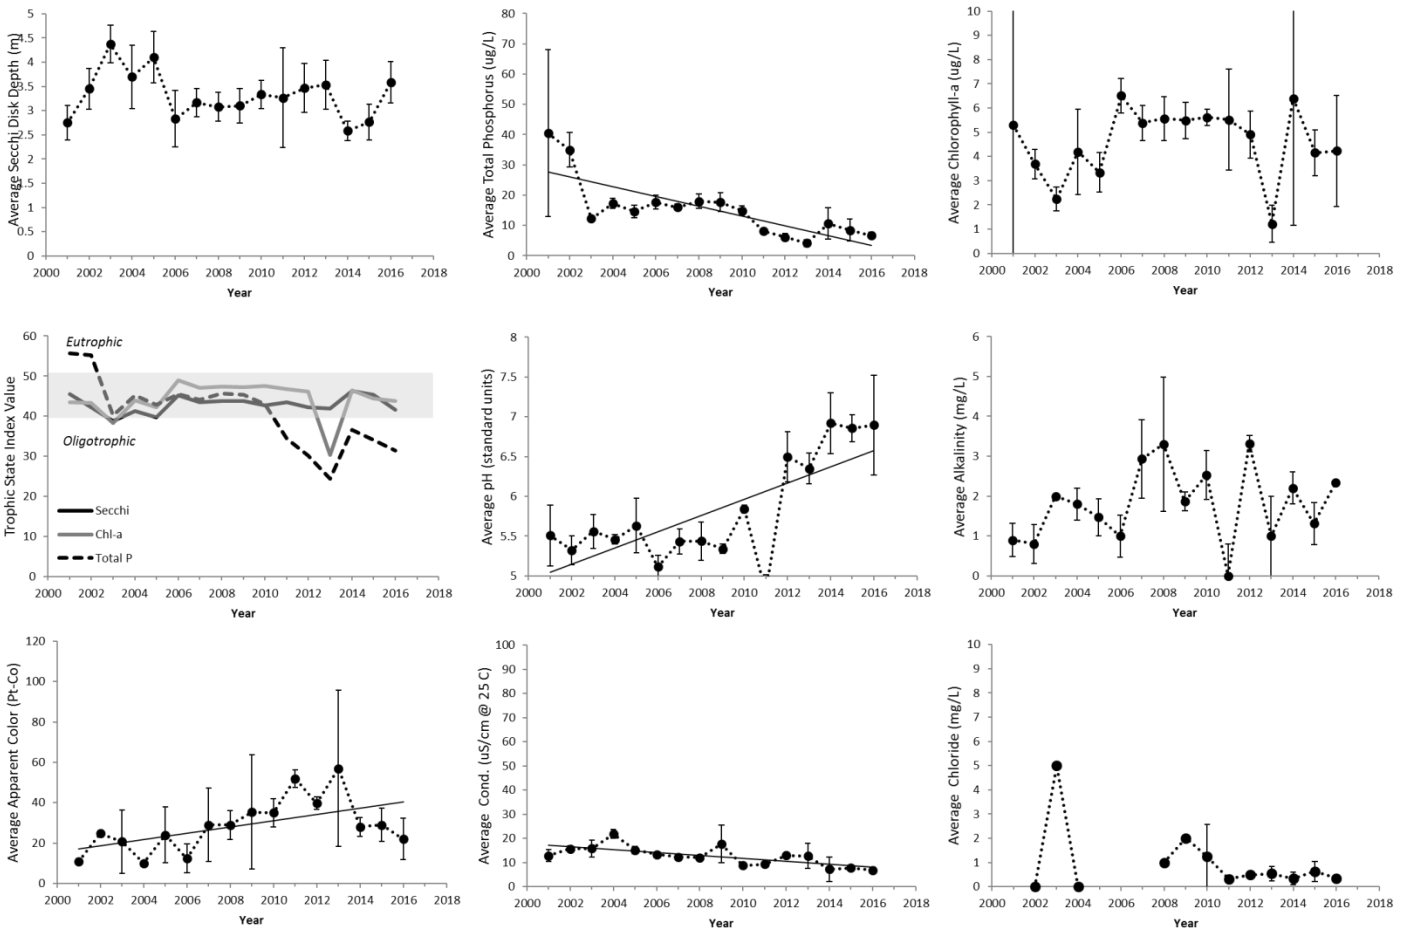 Average Secchi Disk Depth (m)
5
4.5
4
3.5
3
2.5
2
1.5
1
0.5
0
2000 2002 2004 2006 2008 2010 2012 2014 2016 2018
Year
Average Total Phosphorus (ug/L)
80
70
60
50
40
30
20
10
0
2000 2002 2004 2006 2008 2010 2012 2014 2016 2018
Year
Average Chlorophyll-a (ug/L)
10
9
8
7
6
5
4
3
2
1
0
2000 2002 2004 2006 2008 2010 2012 2014 2016 2018
Year
Trophic State Index Value
60
50
40
30
20
10
0
Eutrophic
Oligotrophic
Secchi
Chl-a
Total P
2000 2002 2004 2006 2008 2010 2012 2014 2016 2018
Year
Average pH (standard units)
8
7.5
7
6.5
6
5.5
5
2000 2002 2004 2006 2008 2010 2012 2014 2016 2018
Year
Average Alkalinity (mg/L)
6
5
4
3
2
1
0
2000 2002 2004 2006 2008 2010 2012 2014 2016 2018
Year
Average Apparent Color (Pt-Co)
120
100
80
60
40
20
0
2000 2002 2004 2006 2008 2010 2012 2014 2016 2018
Year
Average Cond. (uS/cm @ 25 C)
100
90
80
70
60
50
40
30
20
10
0
2000 2002 2004 2006 2008 2010 2012 2014 2016 2018
Year
Average Chloride (mg/L)
10
9
8
7
6
5
4
3
2
1
0
2000 2002 2004 2006 2008 2010 2012 2014 2016 2018
Year